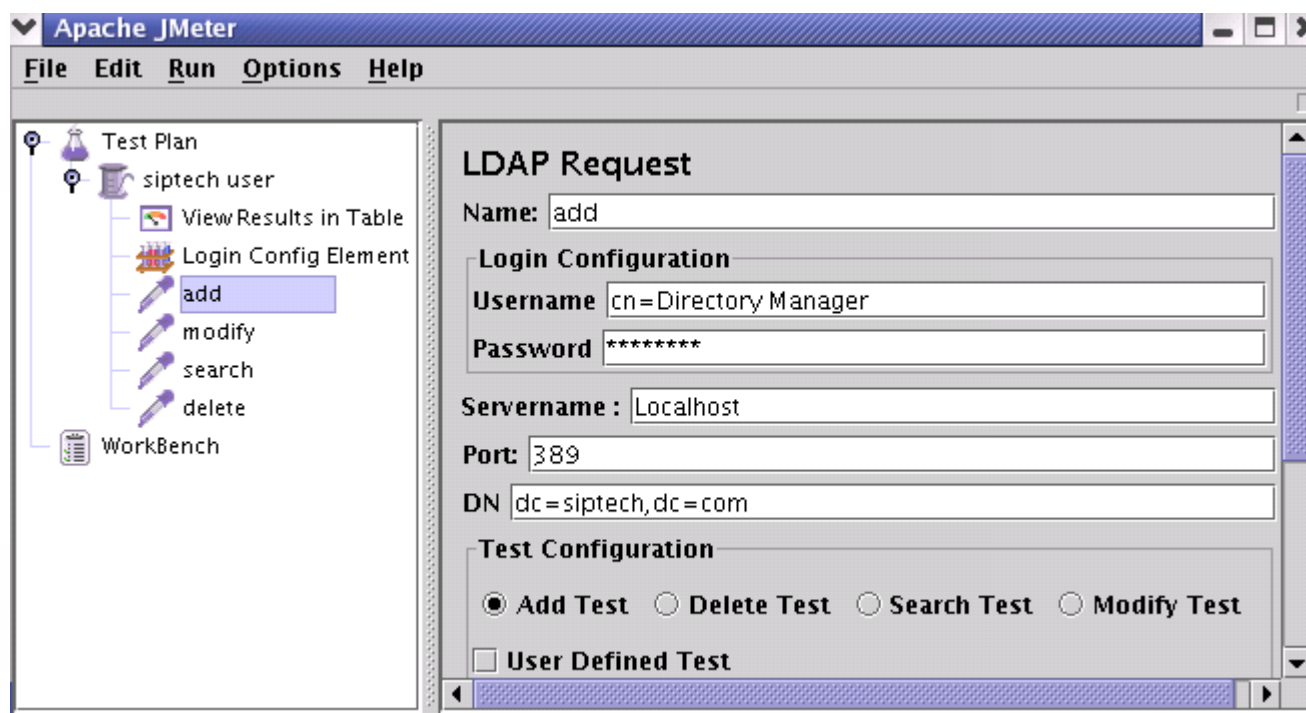 Apache JMeter
File Edit Run Options Help
Test Plan
siptech user
View Results in Table
Login Config Element
add
modify
search
delete
WorkBench
LDAP Request
Name: add
Login Configuration
Username cn=Directory Manager
Password ********
Servername : Localhost
Port: 389
DN dc=siptech,dc=com
Test Configuration
Add Test Delete Test Search Test Modify Test
User Defined Test